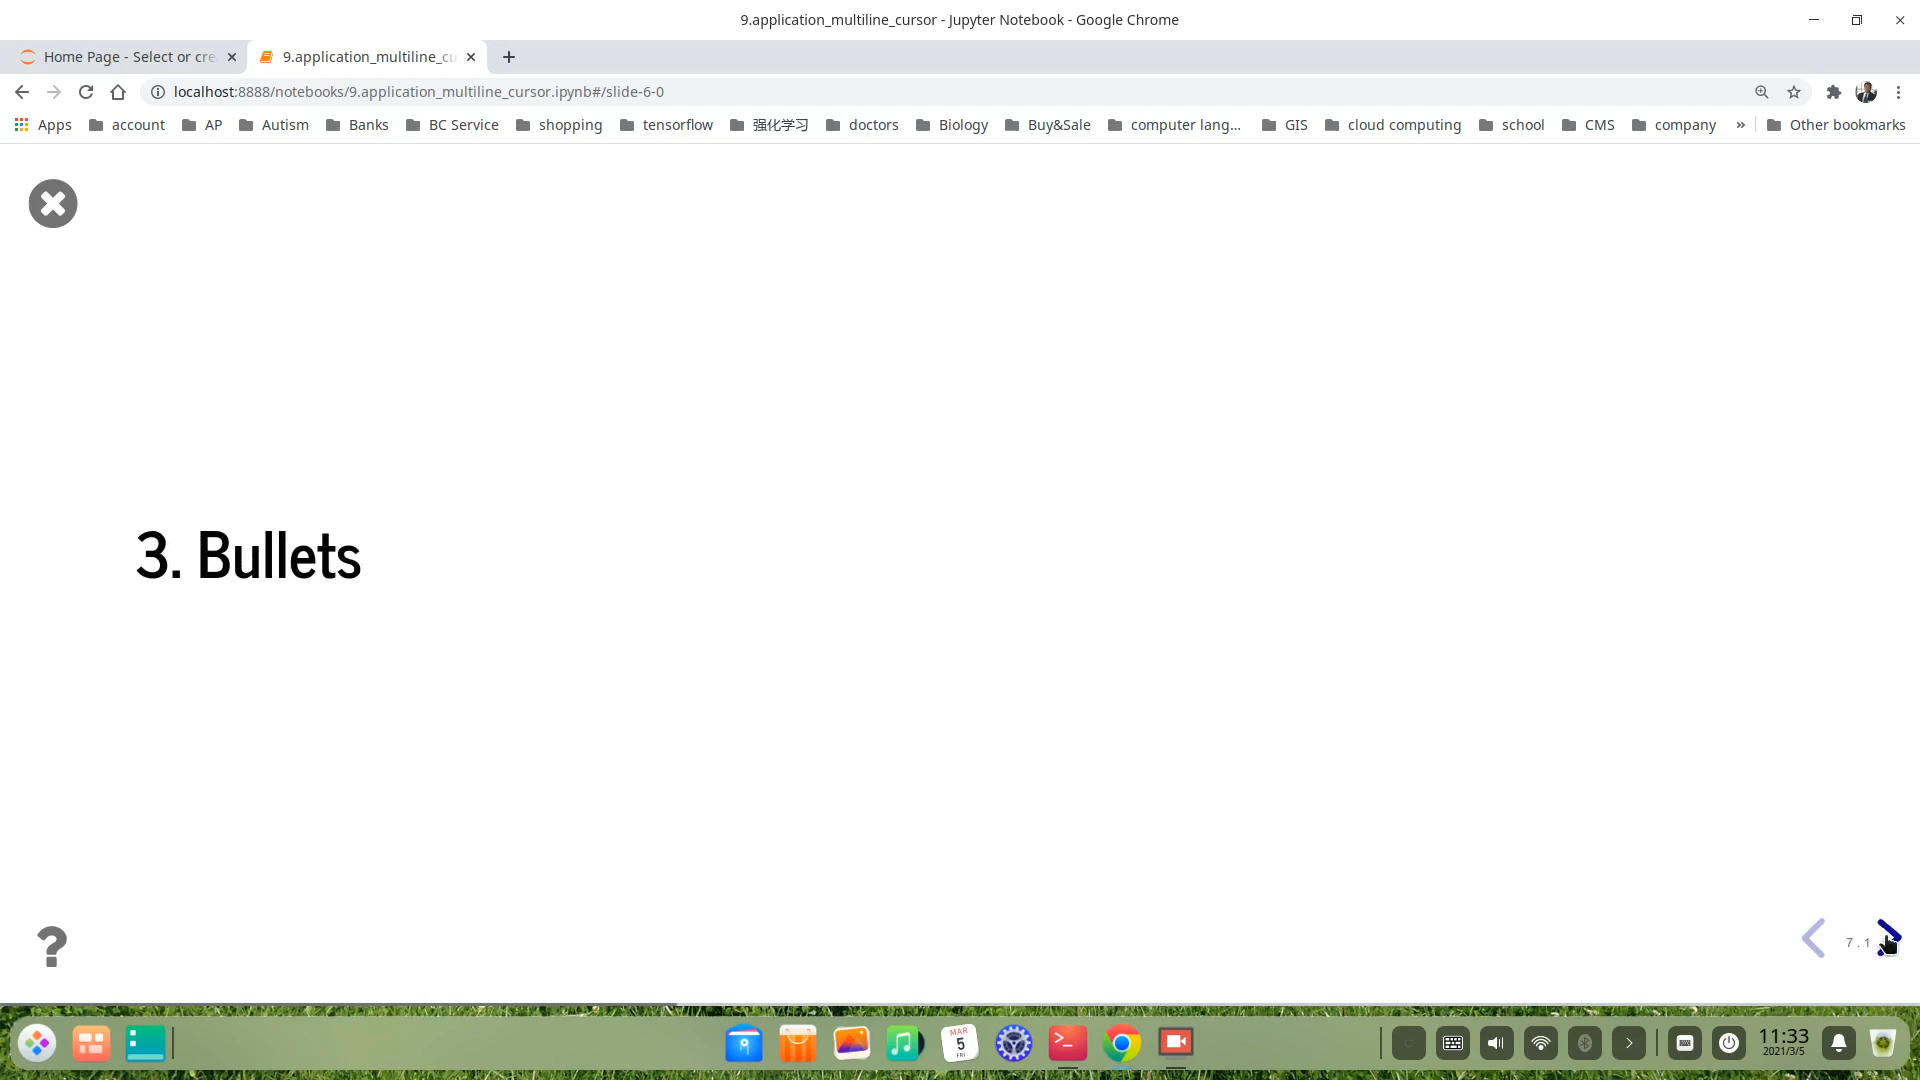 9.application_multiline_cursor - Jupyter Notebook - Google Chrome
Home Page - Select or cre
9.application_multiline_cu
localhost:8888/notebooks/9.application_multiline_cursor.ipynb#/slide-6-0
Apps account AP Autism Banks BC Service shopping tensorflow 强化学习 doctors Biology Buy&Sale computer lang... GIS cloud computing school CMS company » Other bookmarks
3. Bullets
?
7 . 1
MAR
5
FRI
11:33
2021/3/5